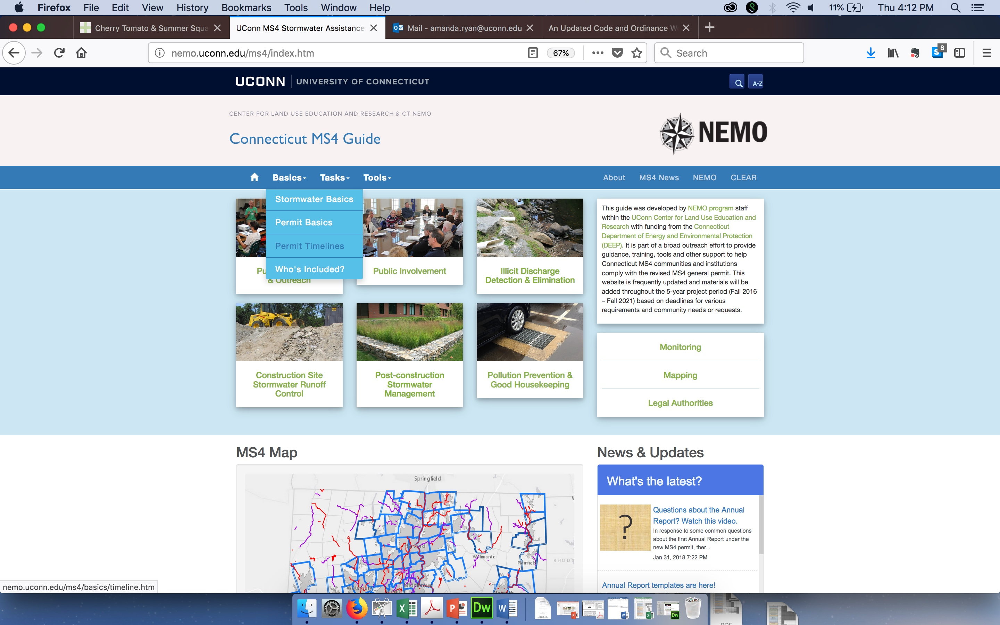 Firefox File Edit View History Bookmarks Tools Window Help
11% Thu 4:12 PM
Cherry Tomato & Summer Squa
UConn MS4 Stormwater Assistance
Mail - amanda.ryan@uconn.edu
An Updated Code and Ordinance W
nemo.uconn.edu/ms4/index.htm
67%
Search
8
UCONN UNIVERSITY OF CONNECTICUT
A-Z
CENTER FOR LAND USE EDUCATION AND RESEARCH & CT NEMO
Connecticut MS4 Guide
NEMO
Basics Tasks Tools
About MS4 News NEMO CLEAR
Stormwater Basics
Permit Basics
Permit Timelines
Who's Included?
Pu
& Outreach
Public Involvement
Illicit Discharge
Detection & Elimination
This guide was developed by NEMO program staff
within the UConn Center for Land Use Education and
Research with funding from the Connecticut
Department of Energy and Environmental Protection
(DEEP). It is part of a broad outreach effort to provide
guidance, training, tools and other support to help
Connecticut MS4 communities and institutions
comply with the revised MS4 general permit. This
website is frequently updated and materials will be
added throughout the 5-year project period (Fall 2016
– Fall 2021) based on deadlines for various
requirements and community needs or requests.
Construction Site
Stormwater Runoff
Control
Post-construction
Stormwater
Management
Pollution Prevention &
Good Housekeeping
Monitoring
Mapping
Legal Authorities
MS4 Map
Springfield
Hartford
Willimantic
Plainfield
RHODE
Waterbury
Middletown
Meriden
Norwich
News & Updates
What's the latest?
?
Questions about the Annual
Report? Watch this video.
In response to some common questions
about the first Annual Report under the
new MS4 permit, ther...
Jan 31, 2018 7:22 PM
Annual Report templates are here!
nemo.uconn.edu/ms4/basics/timeline.htm
Dw
DOCX
PDF